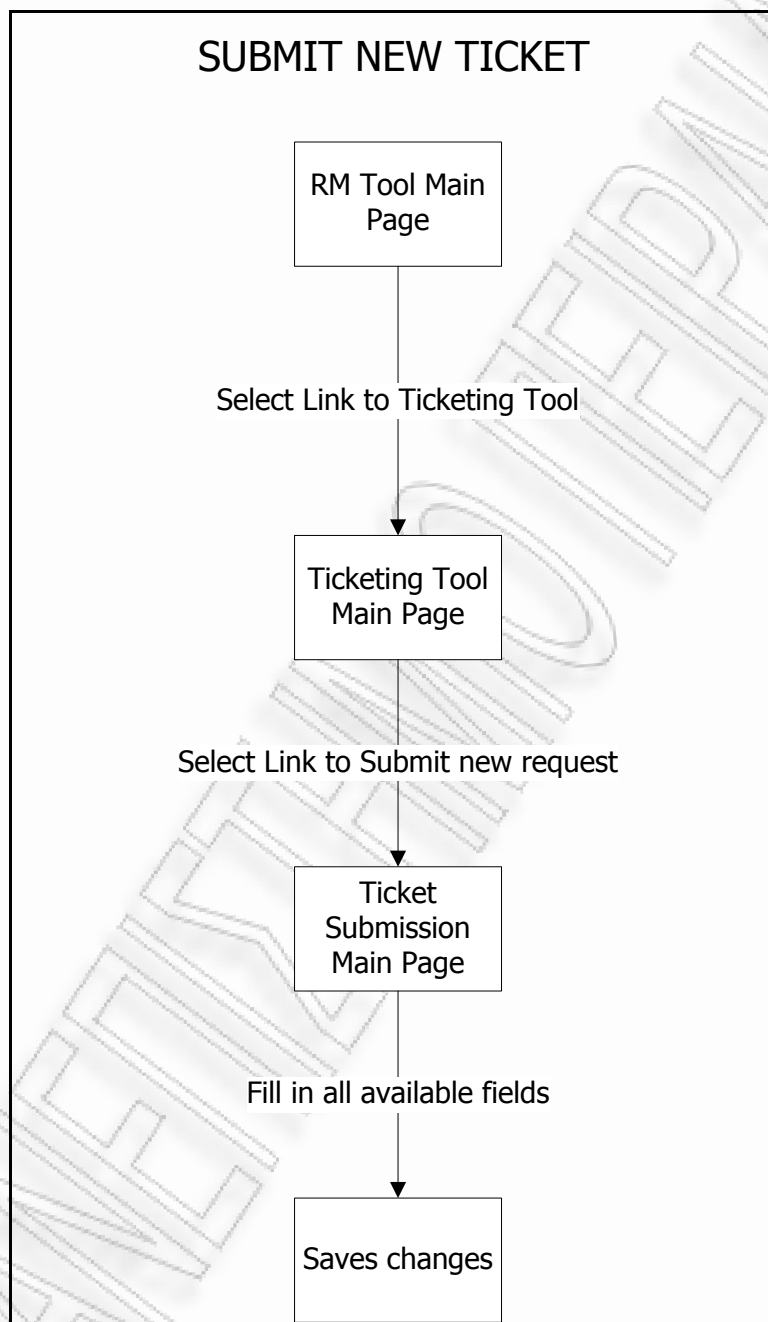 SUBMIT NEW TICKET
RM Tool Main
Page
Select Link to Ticketing Tool
Ticketing Tool
Main Page
Select Link to Submit new request
Ticket
Submission
Main Page
Fill in all available fields
Saves changes